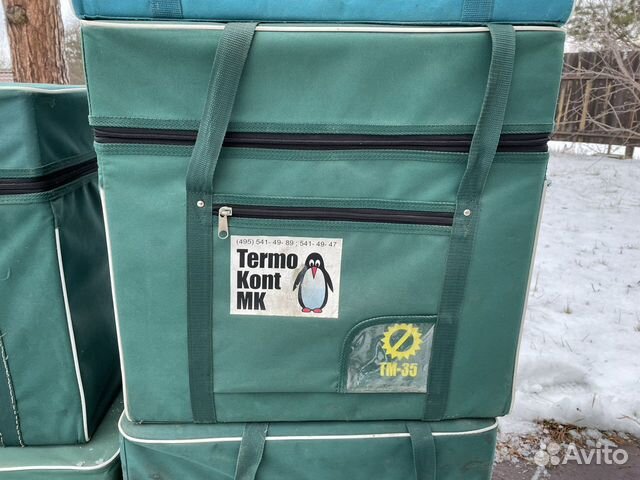 (495) 541- 49- 89 ; 541- 49- 47
Termo
Kont
MK
TM-35
Avito